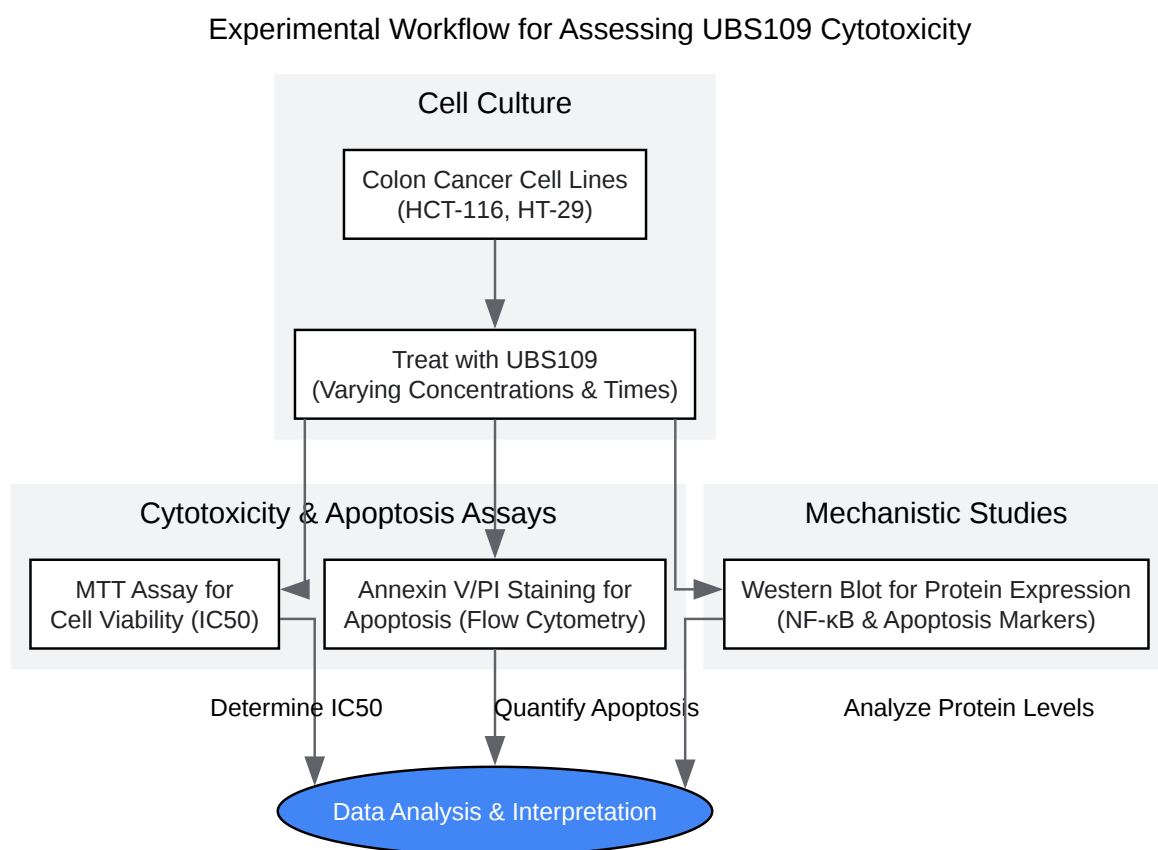 Experimental Workflow for Assessing UBS109 Cytotoxicity
Cell Culture
Colon Cancer Cell Lines
(HCT-116, HT-29)
Treat with UBS109
(Varying Concentrations & Times)
Cytotoxicity & Apoptosis Assays
Mechanistic Studies
MTT Assay for
Cell Viability (IC50)
Annexin V/PI Staining for
Apoptosis (Flow Cytometry)
Western Blot for Protein Expression
(NF-κB & Apoptosis Markers)
Determine IC50
Quantify Apoptosis
Analyze Protein Levels
Data Analysis & Interpretation